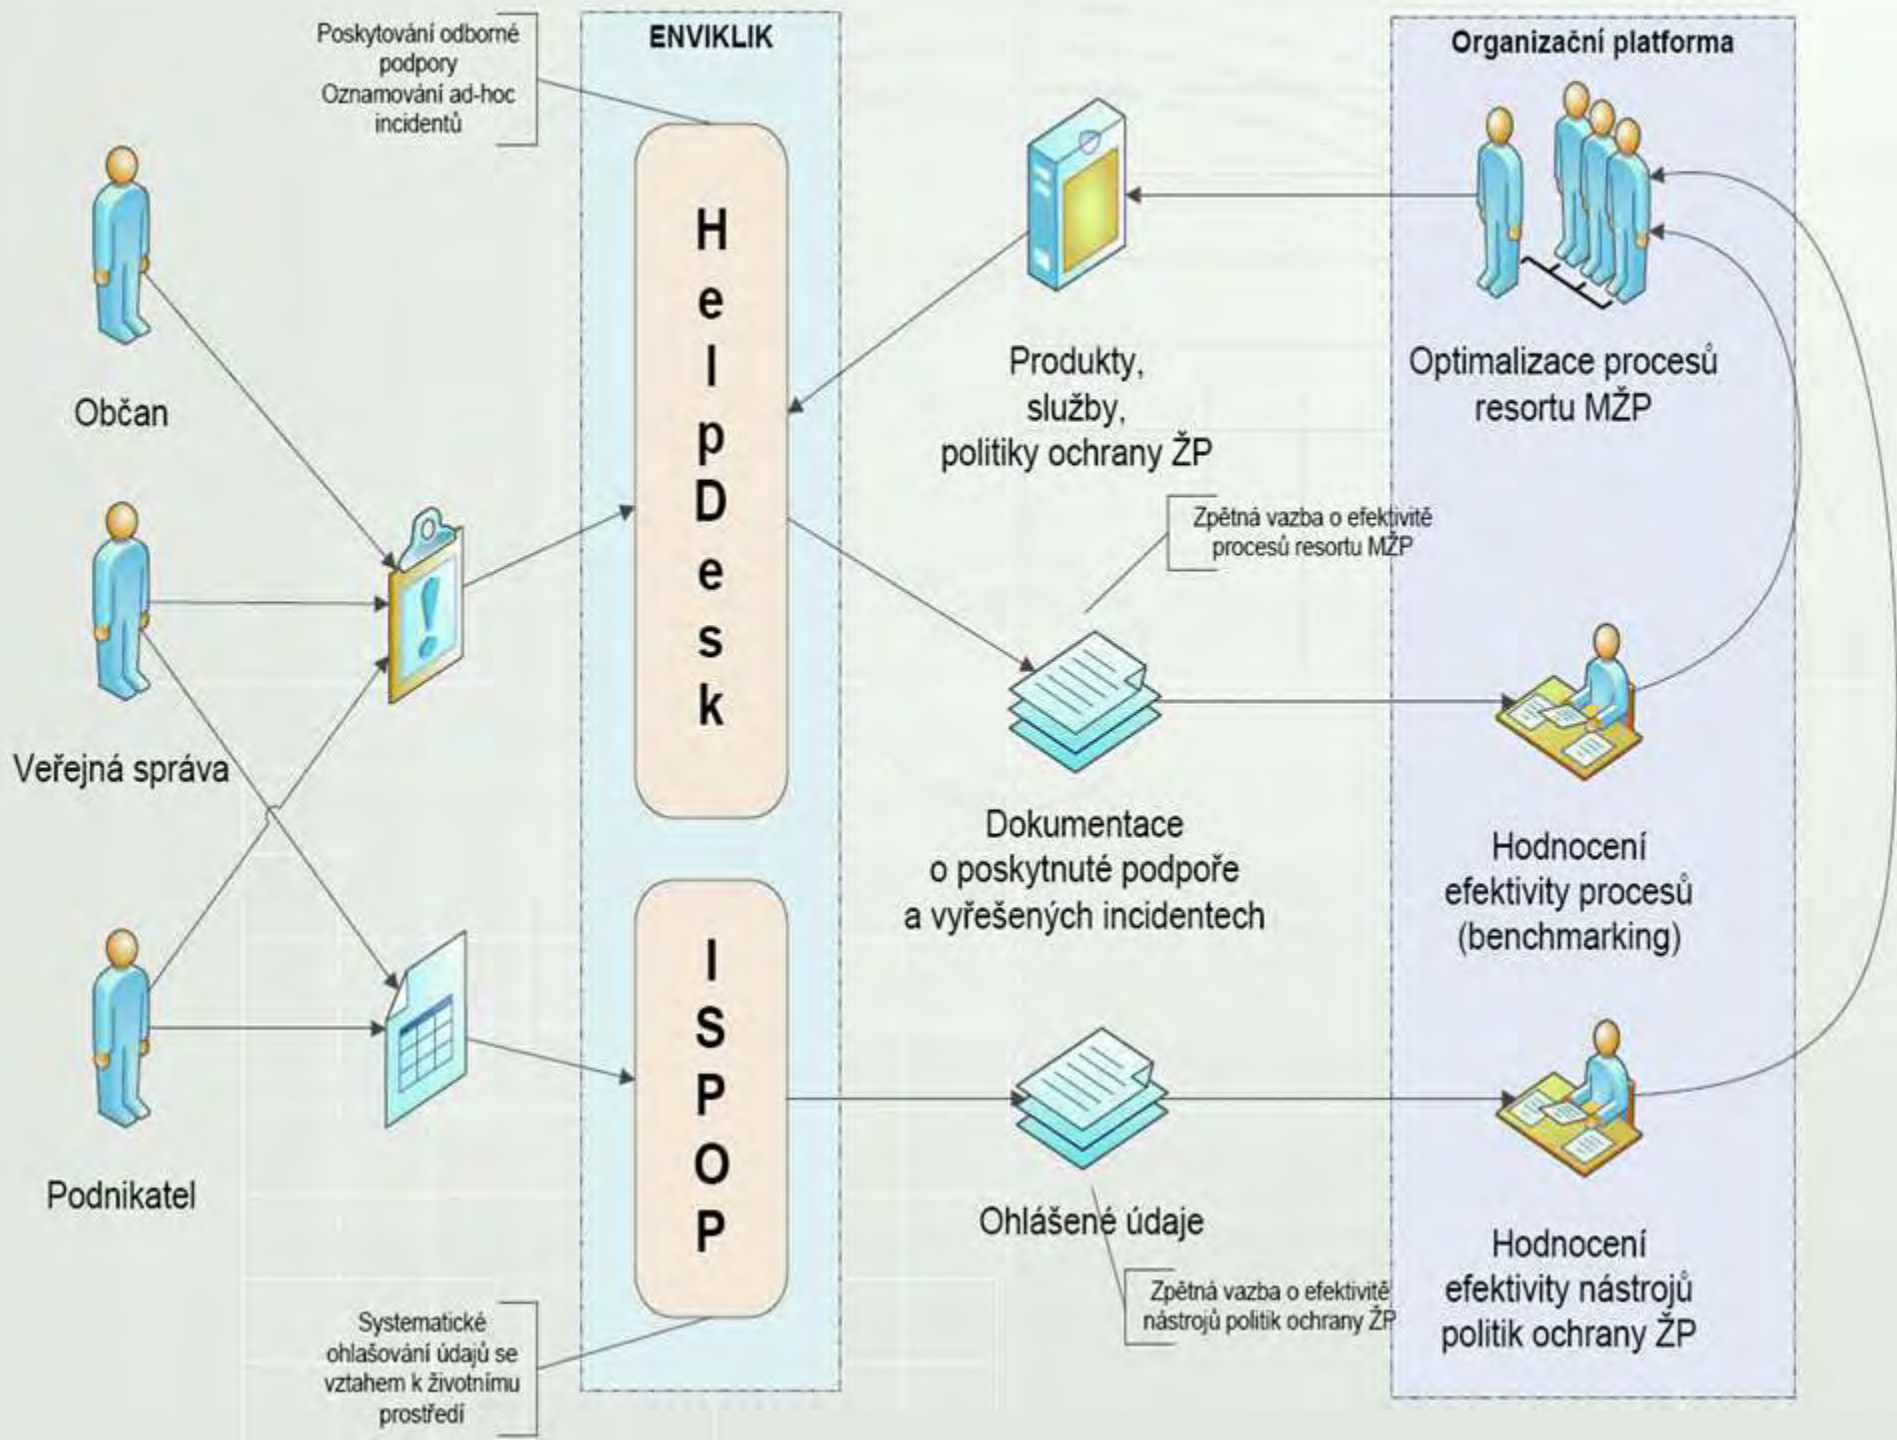 Poskytování odborné
podpory
Oznamování ad-hoc
incidentů
ENVIKLIK
Organizační platforma
HelpDesk
Občan
Produkty,
služby,
politiky ochrany ŽP
Optimalizace procesů
resortu MŽP
Zpětná vazba o efektivitě
procesů resortu MŽP
Veřejná správa
Dokumentace
o poskytnuté podpoře
a vyřešených incidentech
Hodnocení
efektivity procesů
(benchmarking)
ISPOP
Podnikatel
Ohlášené údaje
Zpětná vazba o efektivitě
nástrojů politik ochrany ŽP
Hodnocení
efektivity nástrojů
politik ochrany ŽP
Systematické
ohlašování údajů se
vztahem k životnímu
prostředí